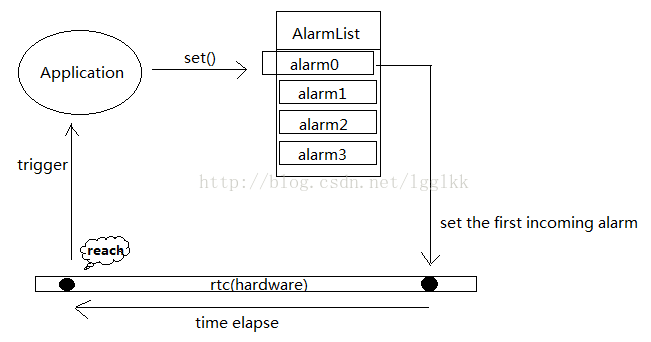 AlarmList
set()
Application
alarm0
alarm1
alarm2
alarm3
trigger
http://blog.csdn.net/lgglkk
set the first incoming alarm
reach
rtc(hardware)
time elapse